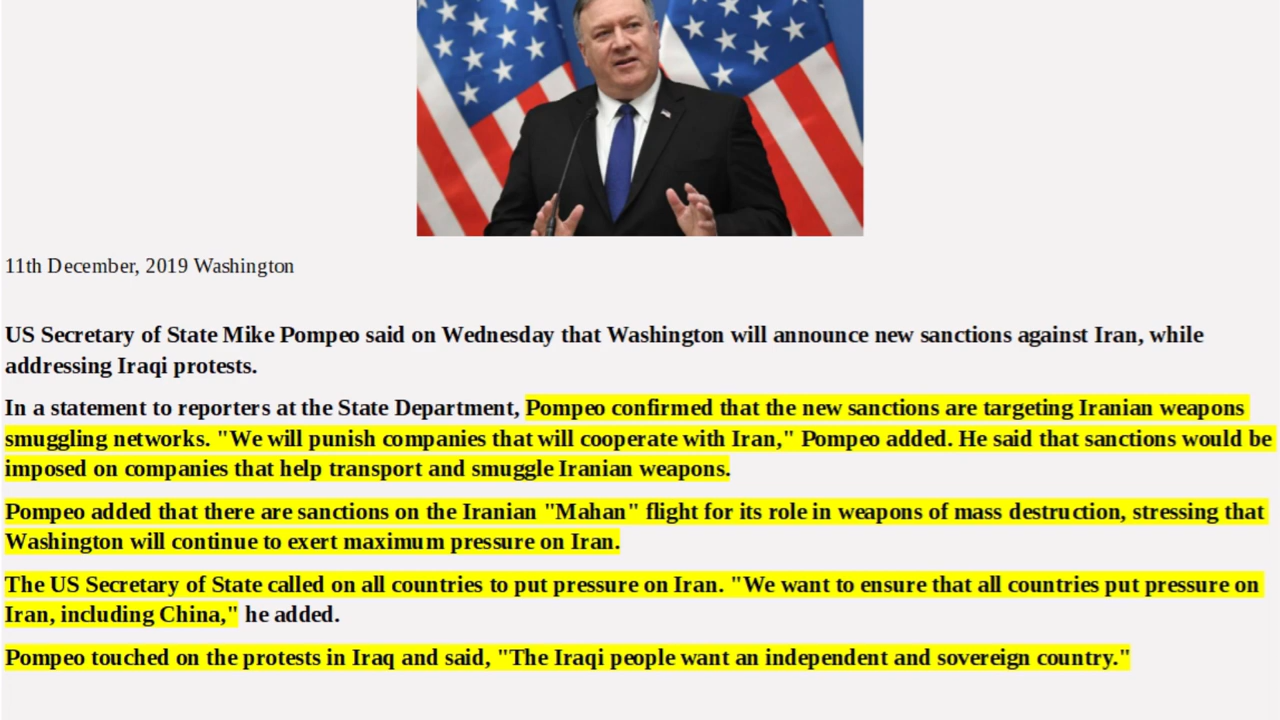 11th December, 2019 Washington
US Secretary of State Mike Pompeo said on Wednesday that Washington will announce new sanctions against Iran, while
addressing Iraqi protests.
In a statement to reporters at the State Department, Pompeo confirmed that the new sanctions are targeting Iranian weapons
smuggling networks. "We will punish companies that will cooperate with Iran," Pompeo added. He said that sanctions would be
imposed on companies that help transport and smuggle Iranian weapons.
Pompeo added that there are sanctions on the Iranian "Mahan" flight for its role in weapons of mass destruction, stressing that
Washington will continue to exert maximum pressure on Iran.
The US Secretary of State called on all countries to put pressure on Iran. "We want to ensure that all countries put pressure on
Iran, including China," he added.
Pompeo touched on the protests in Iraq and said, "The Iraqi people want an independent and sovereign country."